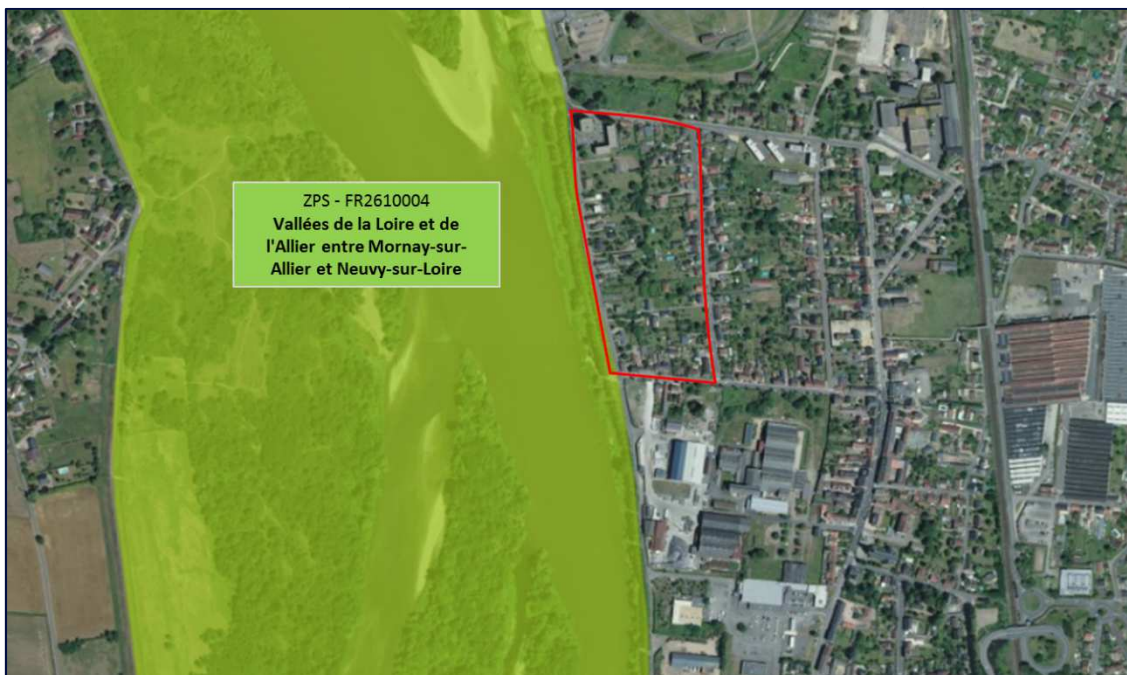 ZPS - FR2610004
Vallées de la Loire et de
l'Allier entre Mornay-sur-
Allier et Neuvy-sur-Loire